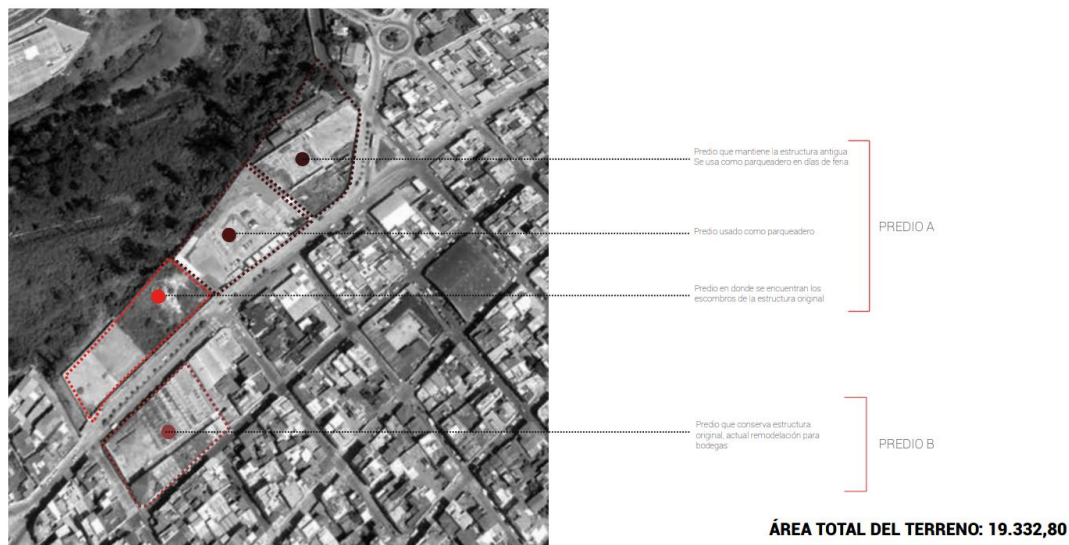 Predio que mantiene la estructura antigua
Se usa como parqueadero en días de feria
PREDIO A
Predio usado como parqueadero
Predio en donde se encuentran los
escombros de la estructura original
Predio que conserva estructura
original, actual remodelación para
bodegas
PREDIO B
ÁREA TOTAL DEL TERRENO: 19.332,80